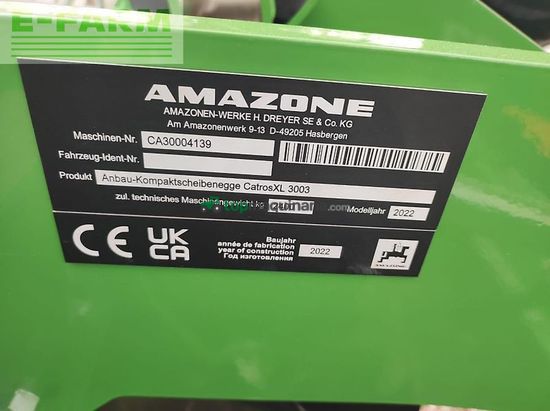 E-FARM
AMAZONE
AMAZONEN-WERKE H. DREYER SE & Co. KG
Am Amazonenwerk 9-13 D-49205 Hasbergen
Maschinen-Nr. CA30004139
Fahrzeug-Ident-Nr.
Produkt Anbau-Kompaktscheibenegge CatrosXL 3003
zul. technisches Maschinengewicht kg Modelljahr 2022
CE UK CA
Baujahr
année de fabrication
year of construction 2022
Год изготовления
AMAZONE